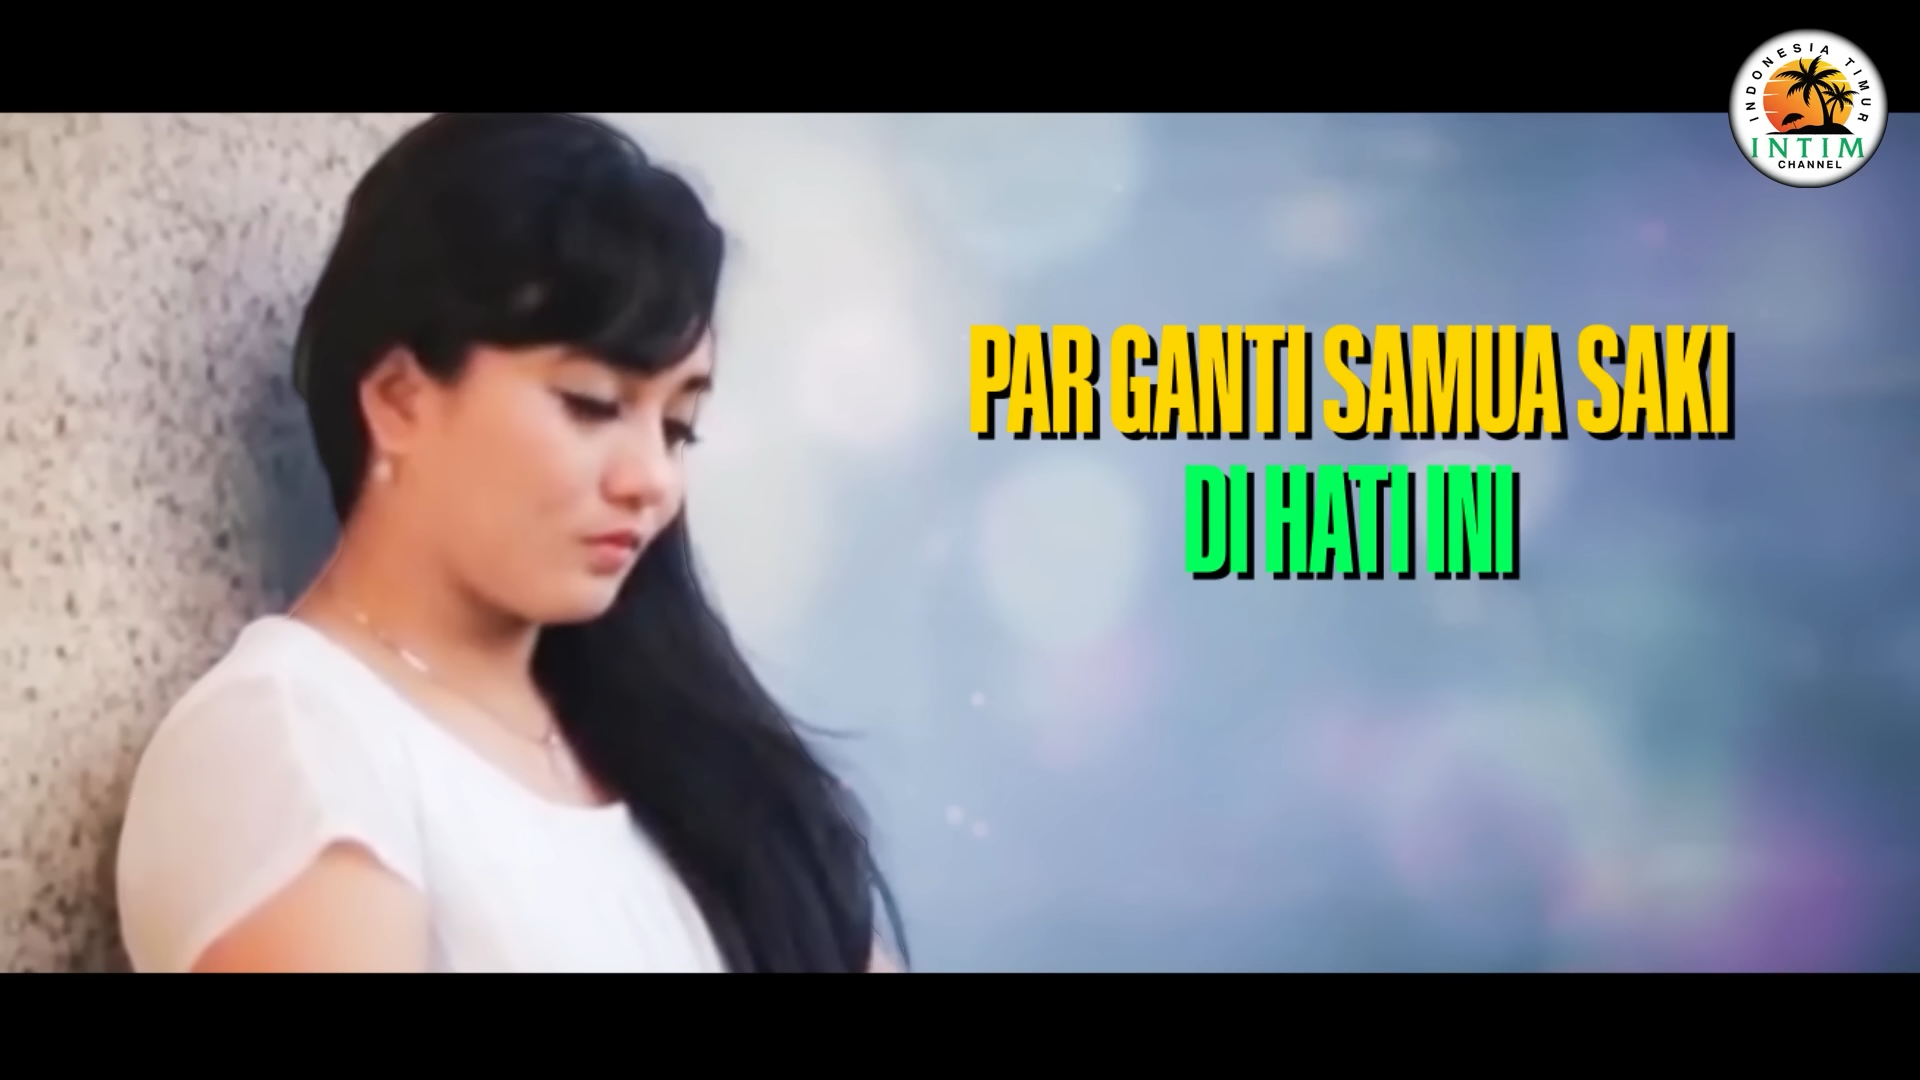 INDONESIA TIMUR
INTIM
CHANNEL
PAR GANTI SAMUA SAKI
DI HATI INI